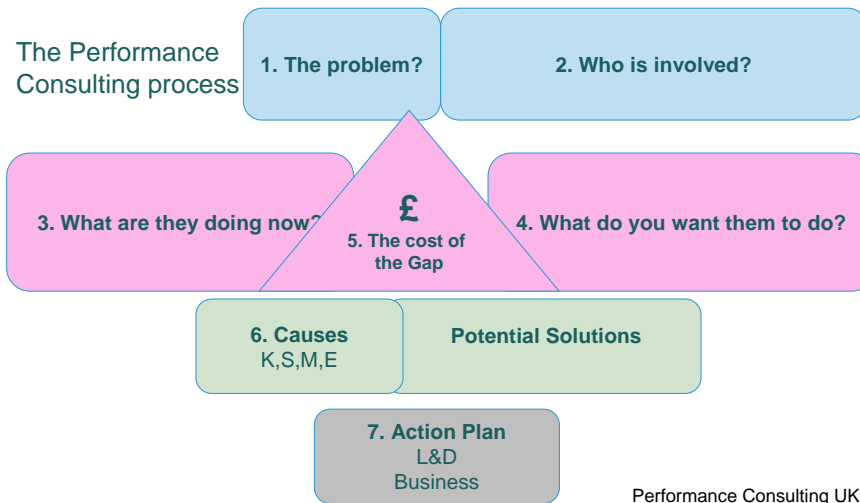 The Performance
Consulting process
1. The problem?
2. Who is involved?
3. What are they doing now?
£
5. The cost of
the Gap
4. What do you want them to do?
6. Causes
K,S,M,E
Potential Solutions
7. Action Plan
L&D
Business
Performance Consulting UK